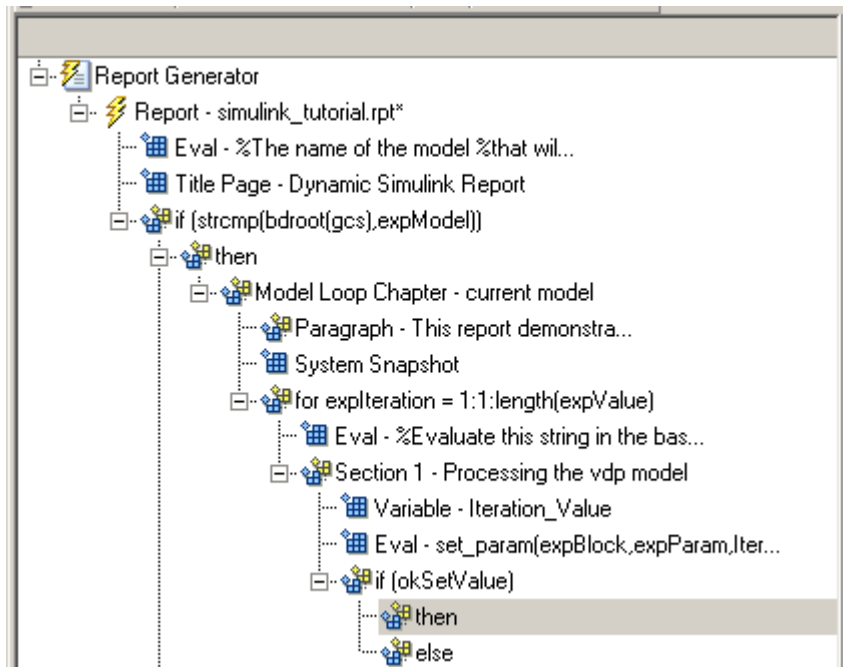 Report Generator
Report - simulink_tutorial.rpt*
Eval - %The name of the model %that wil...
Title Page - Dynamic Simulink Report
if (strcmp(bdroot(gcs),expModel))
then
Model Loop Chapter - current model
Paragraph - This report demonstra...
System Snapshot
for expIteration = 1:1:length(expValue)
Eval - %Evaluate this string in the bas...
Section 1 - Processing the vdp model
Variable - Iteration_Value
Eval - set_param(expBlock,expParam,Iter...
if (okSetValue)
then
else